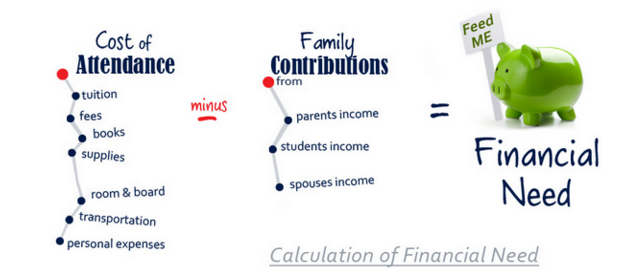 Cost of
Attendance
tuition
fees
books
supplies
room & board
transportation
personal expenses
minus
Family
Contributions
from
parents income
students income
spouses income
=
Feed
ME
Financial
Need
Calculation of Financial Need